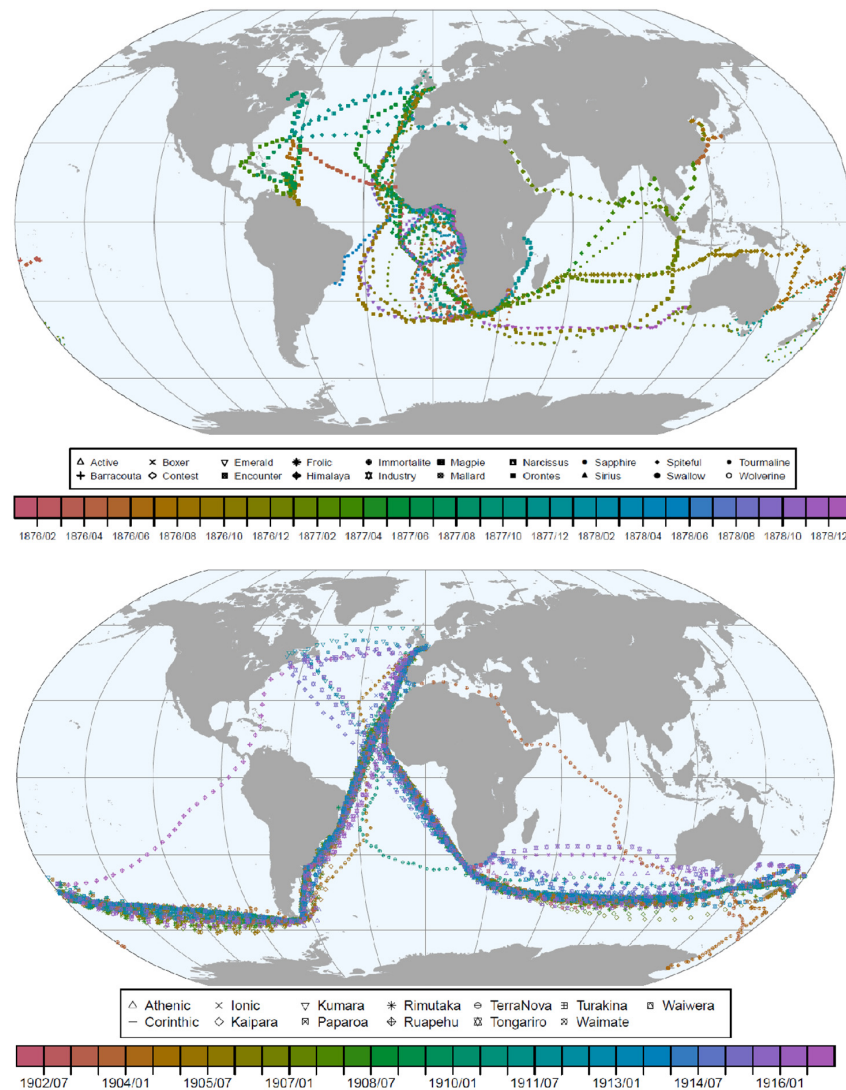 Active Boxer Emerald Frolic Immortalite Magpie Narcissus Sapphire Spiteful Tourmaline
Barracouta Contest Encounter Himalaya Industry Mallard Orontes Sirius Swallow Wolverine
1876/02 1876/04 1876/06 1876/08 1876/10 1876/12 1877/02 1877/04 1877/06 1877/08 1877/10 1877/12 1878/02 1878/04 1878/06 1878/08 1878/10 1878/12
Athenic Ionic Kumara Rimutaka TerraNova Turakina Waiwera
Corinthic Kaipara Paparoa Ruapehu Tongariro Waimate
1902/07 1904/01 1905/07 1907/01 1908/07 1910/01 1911/07 1913/01 1914/07 1916/01